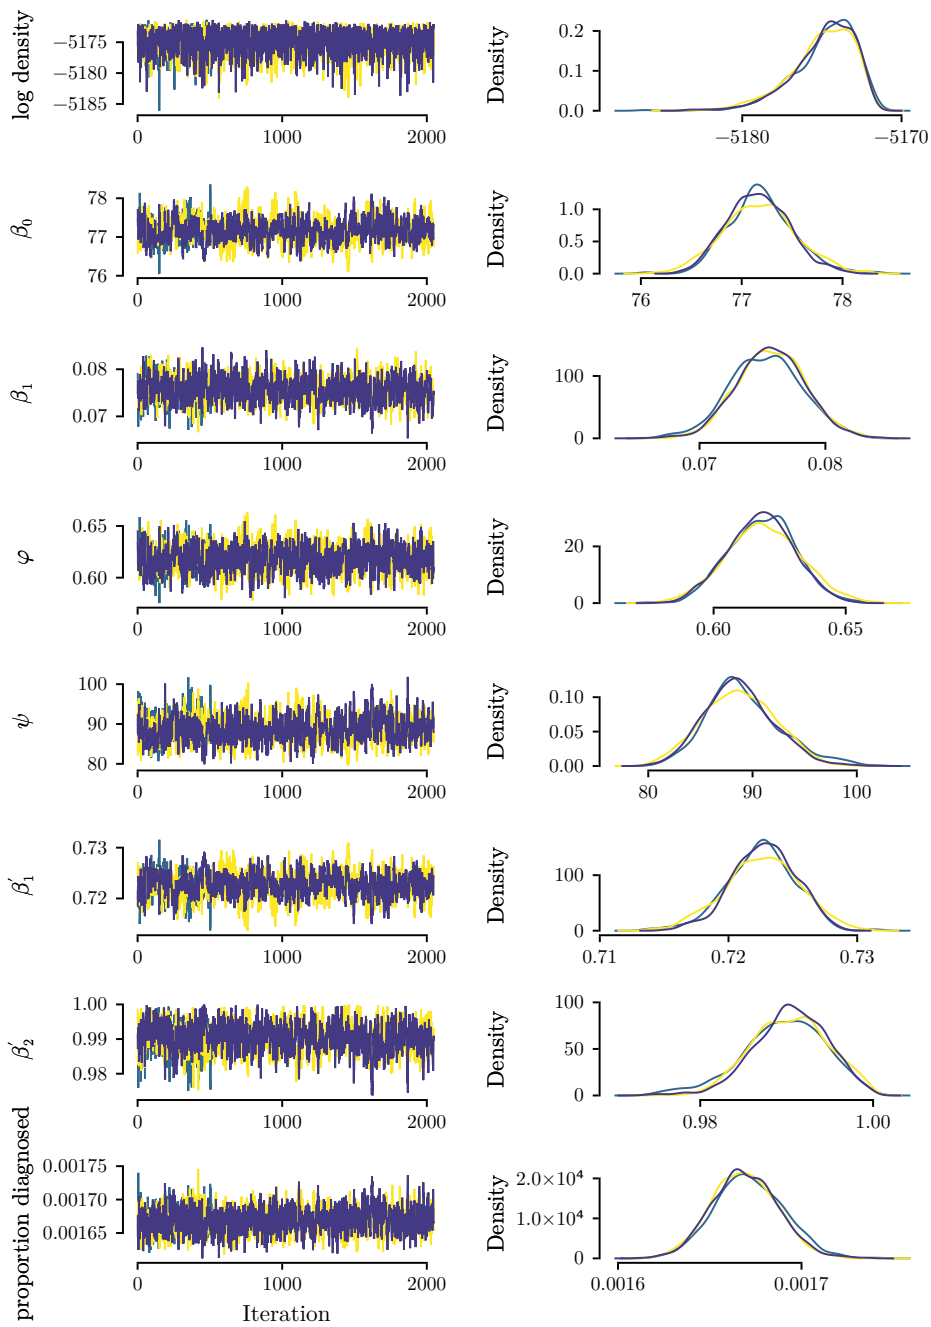 log density
−5175
−5180
−5185
0 1000 2000
Density
0.2
0.1
0.0
−5180 −5170
β₀
78
77
76
0 1000 2000
Density
1.0
0.5
0.0
76 77 78
β₁
0.08
0.07
0 1000 2000
Density
100
0
0.07 0.08
φ
0.65
0.60
0 1000 2000
Density
20
0
0.60 0.65
ψ
100
90
80
0 1000 2000
Density
0.10
0.05
0.00
80 90 100
β′₁
0.73
0.72
0 1000 2000
Density
100
0
0.71 0.72 0.73
β′₂
1.00
0.99
0.98
0 1000 2000
Density
100
50
0
0.98 1.00
proportion diagnosed
0.00175
0.00170
0.00165
0 1000 2000
Iteration
Density
2.0×10⁴
1.0×10⁴
0
0.0016 0.0017